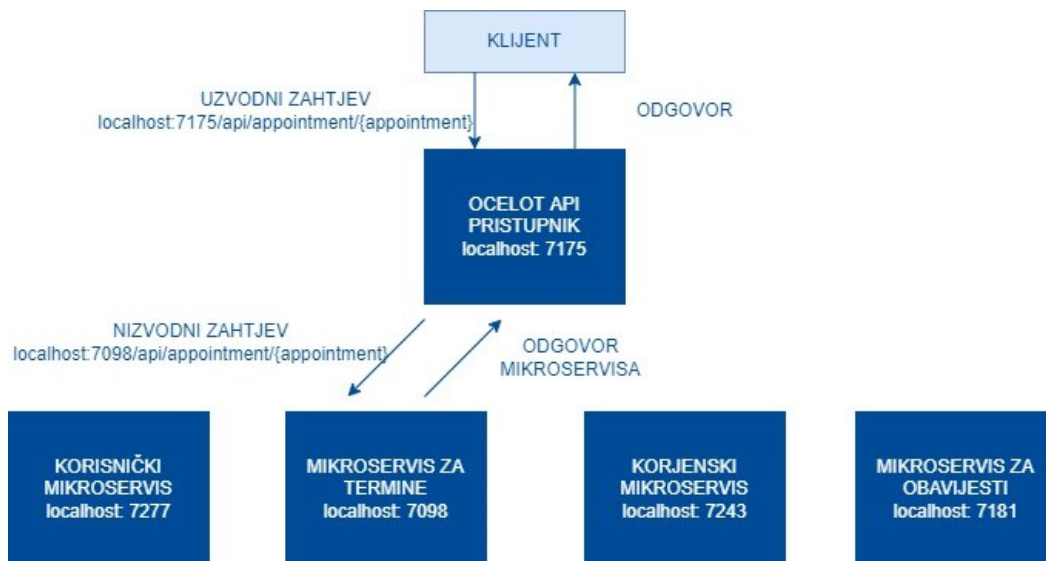 KLIJENT
UZVODNI ZAHTJEV
localhost:7175/api/appointment/{appointment}
ODGOVOR
OCELOT API
PRISTUPNIK
localhost: 7175
NIZVODNI ZAHTJEV
localhost:7098/api/appointment/{appointment}
ODGOVOR
MIKROSERVISA
KORISNIČKI
MIKROSERVIS
localhost: 7277
MIKROSERVIS ZA
TERMINE
localhost: 7098
KORJENSKI
MIKROSERVIS
localhost: 7243
MIKROSERVIS ZA
OBAVIJESTI
localhost: 7181